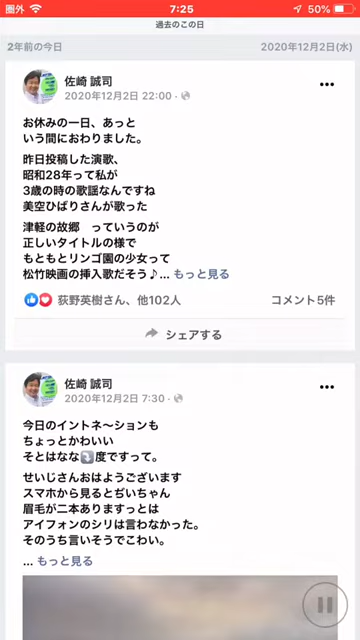 圏外
7:25
50%
過去のこの日
2年前の今日
2020年12月2日(水)
佐崎 誠司
2020年12月2日 22:00
お休みの一日、あっと
いう間におわりました。
昨日投稿した演歌、
昭和28年って私が
3歳の時の歌謡なんですね
美空ひばりさんが歌った
津軽の故郷　っていうのが
正しいタイトルの様で
もともとリンゴ園の少女って
松竹映画の挿入歌だそう♪... もっと見る
荻野英樹さん、他102人
コメント5件
シェアする
佐崎 誠司
2020年12月2日 7:30
今日のイントネ〜ションも
ちょっとかわいい
そとはなな⤵度ですって。
せいじさんおはようございます
スマホから見るとぢいちゃん
眉毛が二本ありますっとは
アイフォンのシリは言わなかった。
そのうち言いそうでこわい。
... もっと見る